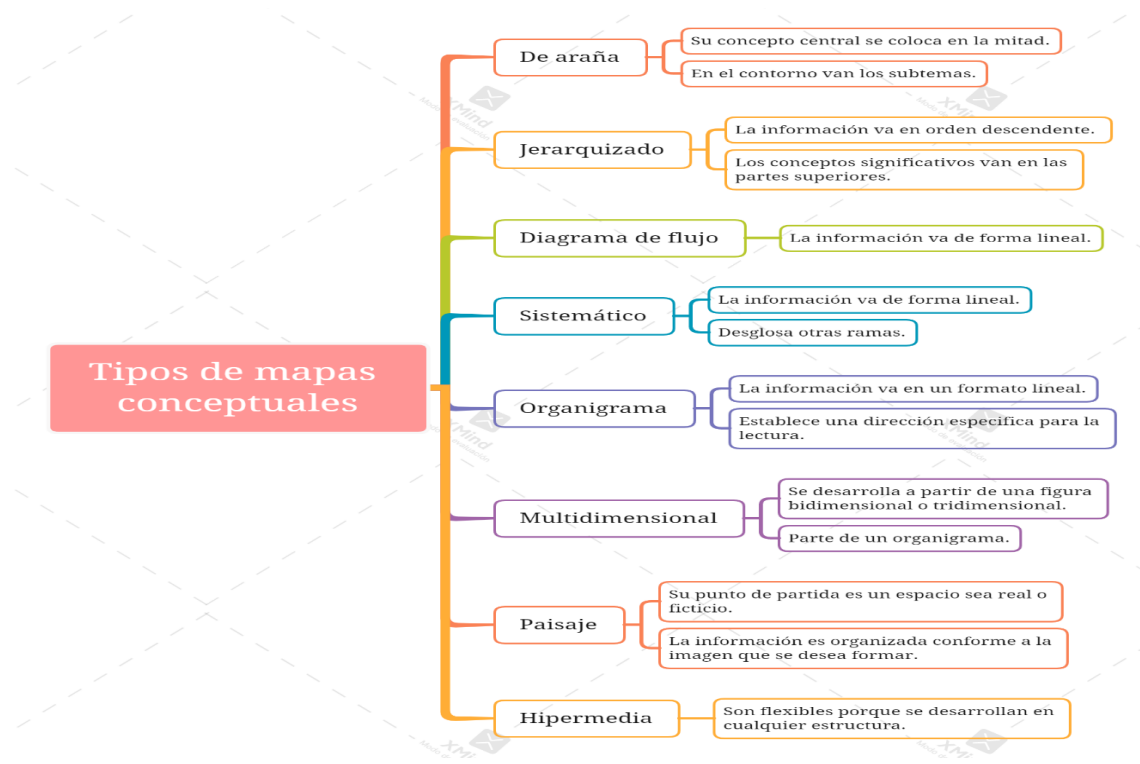 Tipos de mapas
conceptuales
De araña
Su concepto central se coloca en la mitad.
En el contorno van los subtemas.
Jerarquizado
La información va en orden descendente.
Los conceptos significativos van en las
partes superiores.
Diagrama de flujo
La información va de forma lineal.
Sistemático
La información va de forma lineal.
Desglosa otras ramas.
Organigrama
La información va en un formato lineal.
Establece una dirección especifica para la
lectura.
Multidimensional
Se desarrolla a partir de una figura
bidimensional o tridimensional.
Parte de un organigrama.
Paisaje
Su punto de partida es un espacio sea real o
ficticio.
La información es organizada conforme a la
imagen que se desea formar.
Hipermedia
Son flexibles porque se desarrollan en
cualquier estructura.
XMind
XMind
XMind
XMind